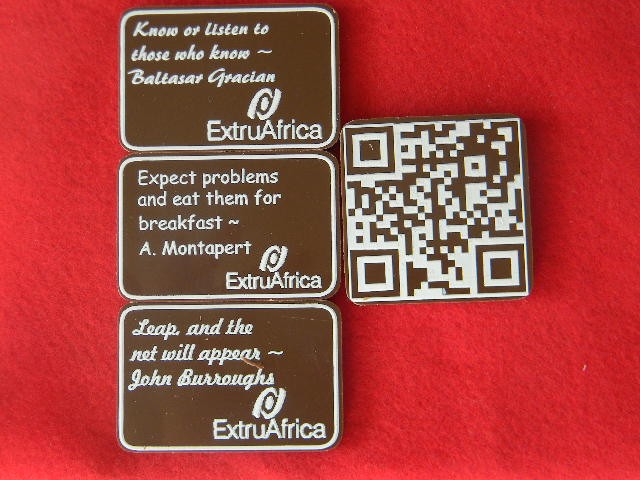 Know or listen to
those who know ~
Baltasar Gracian
ExtruAfrica
Expect problems
and eat them for
breakfast ~
A. Montapert
ExtruAfrica
Leap, and the
net will appear ~
John Burroughs
ExtruAfrica